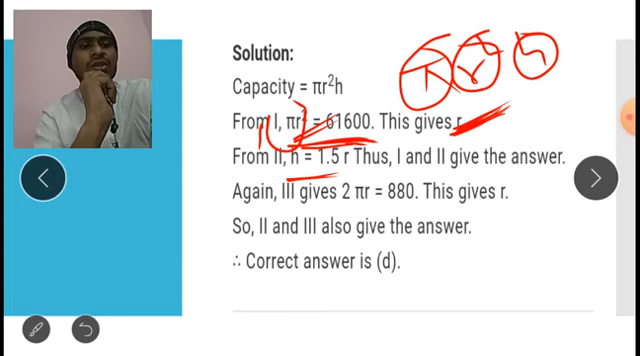 Solution:
Capacity = πr²h
From I, πr² = 61600. This gives r
From II, h = 1.5 r Thus, I and II give the answer.
Again, III gives 2 πr = 880. This gives r.
So, II and III also give the answer.
∴ Correct answer is (d).